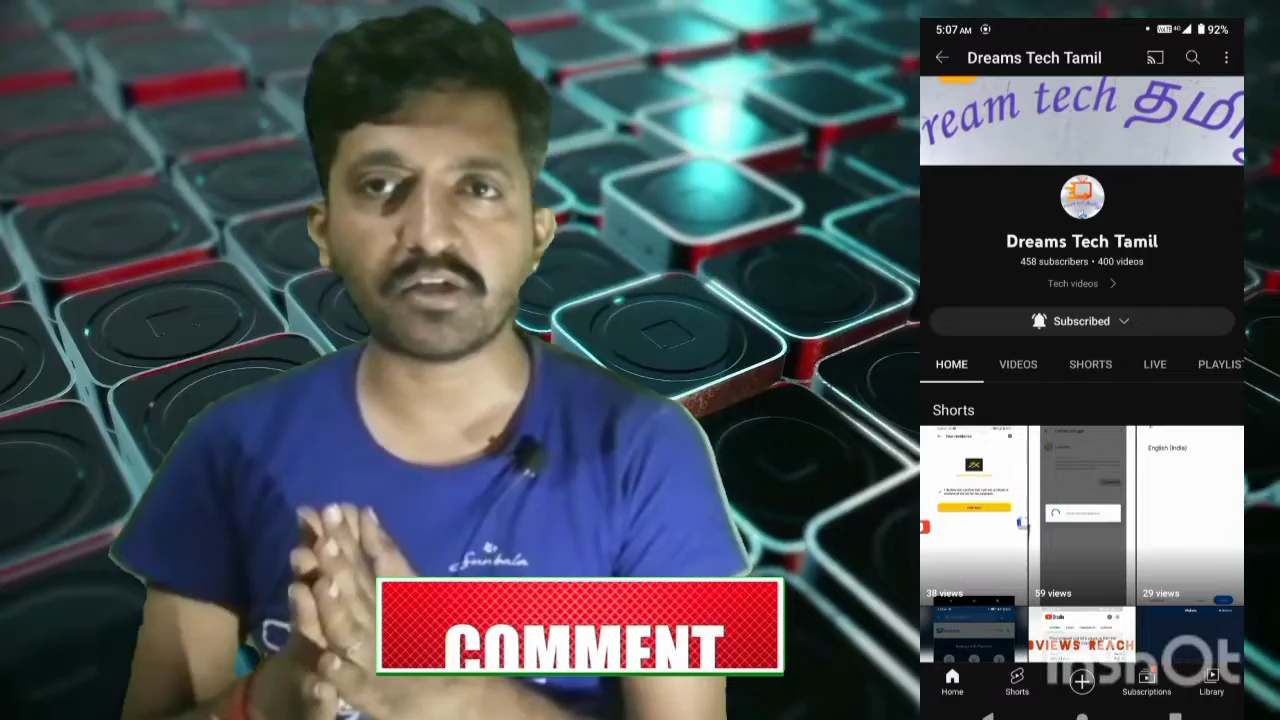 5:07 AM
92%
Dreams Tech Tamil
ream tech தமி
Dreams Tech Tamil
458 subscribers • 400 videos
Tech videos
Subscribed
HOME VIDEOS SHORTS LIVE PLAYLIS
Shorts
English (India)
38 views
59 views
29 views
Sunbala
COMMENT
Studio
VIEWS REACH
InShOt
Home
Shorts
Subscriptions
Library